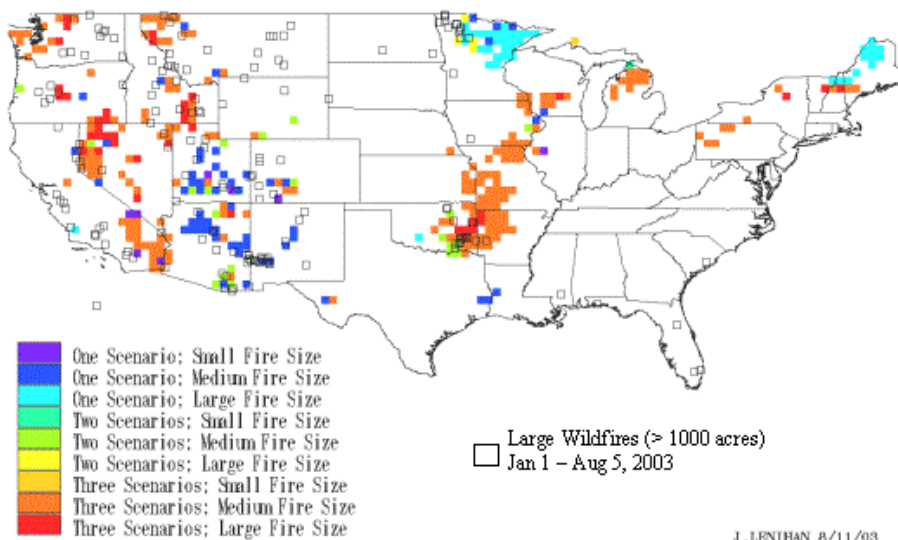 One Scenario; Small Fire Size
One Scenario; Medium Fire Size
One Scenario; Large Fire Size
Two Scenarios; Small Fire Size
Two Scenarios; Medium Fire Size
Two Scenarios; Large Fire Size
Three Scenarios; Small Fire Size
Three Scenarios; Medium Fire Size
Three Scenarios; Large Fire Size
Large Wildfires (> 1000 acres)
Jan 1 – Aug 5, 2003
J. LENIHAN 8/11/03